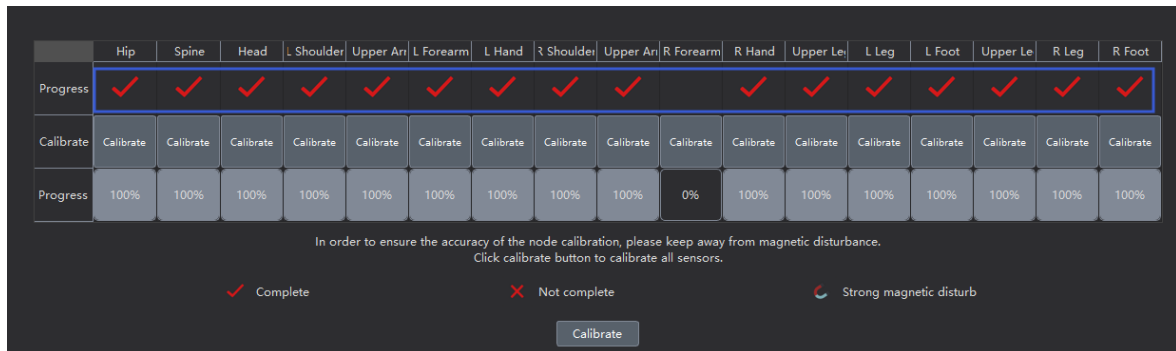 Hip Spine Head L Shoulder Upper Arr L Forearm L Hand R Shoulder Upper Arr R Forearm R Hand Upper Leg L Leg L Foot Upper Le R Leg R Foot
Progress
Calibrate Calibrate Calibrate Calibrate Calibrate Calibrate Calibrate Calibrate Calibrate Calibrate Calibrate Calibrate Calibrate Calibrate Calibrate Calibrate Calibrate Calibrate
Progress 100% 100% 100% 100% 100% 100% 100% 100% 100% 0% 100% 100% 100% 100% 100% 100% 100%
In order to ensure the accuracy of the node calibration, please keep away from magnetic disturbance.
Click calibrate button to calibrate all sensors.
Complete Not complete Strong magnetic disturb
Calibrate